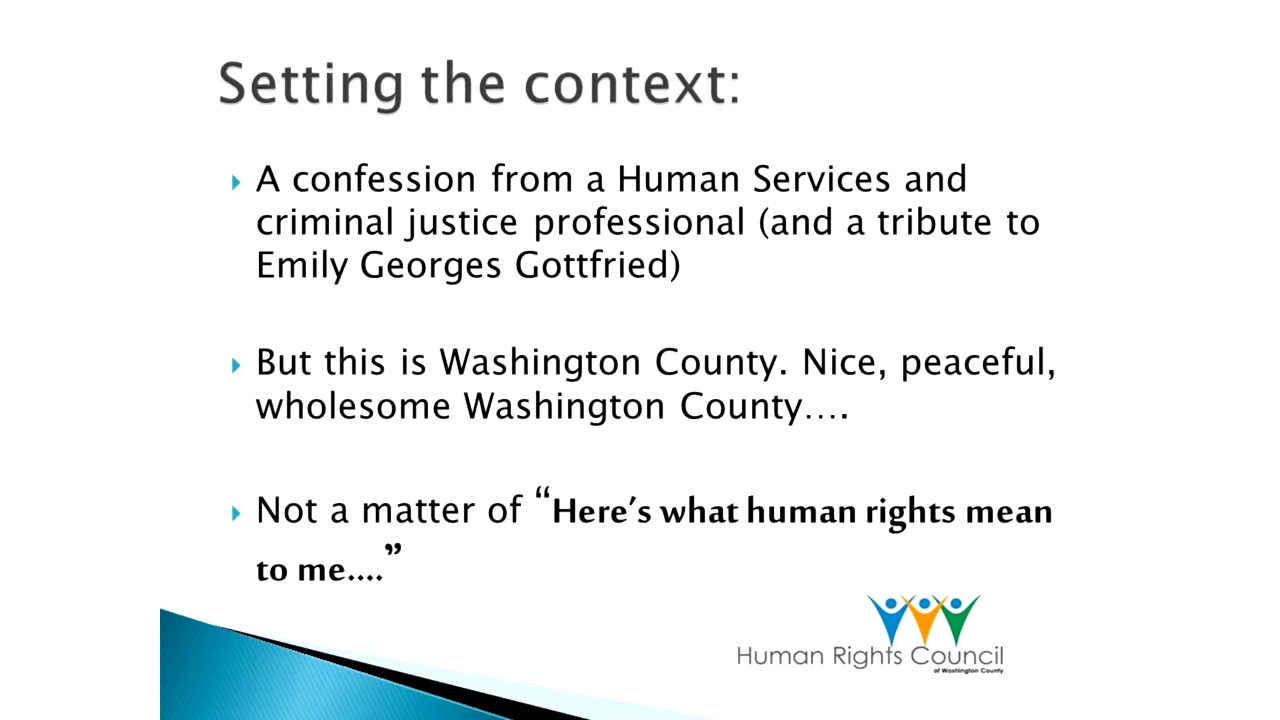 Setting the context:
A confession from a Human Services and
criminal justice professional (and a tribute to
Emily Georges Gottfried)
But this is Washington County. Nice, peaceful,
wholesome Washington County….
Not a matter of “Here’s what human rights mean
to me….”
Human Rights Council
of Washington County